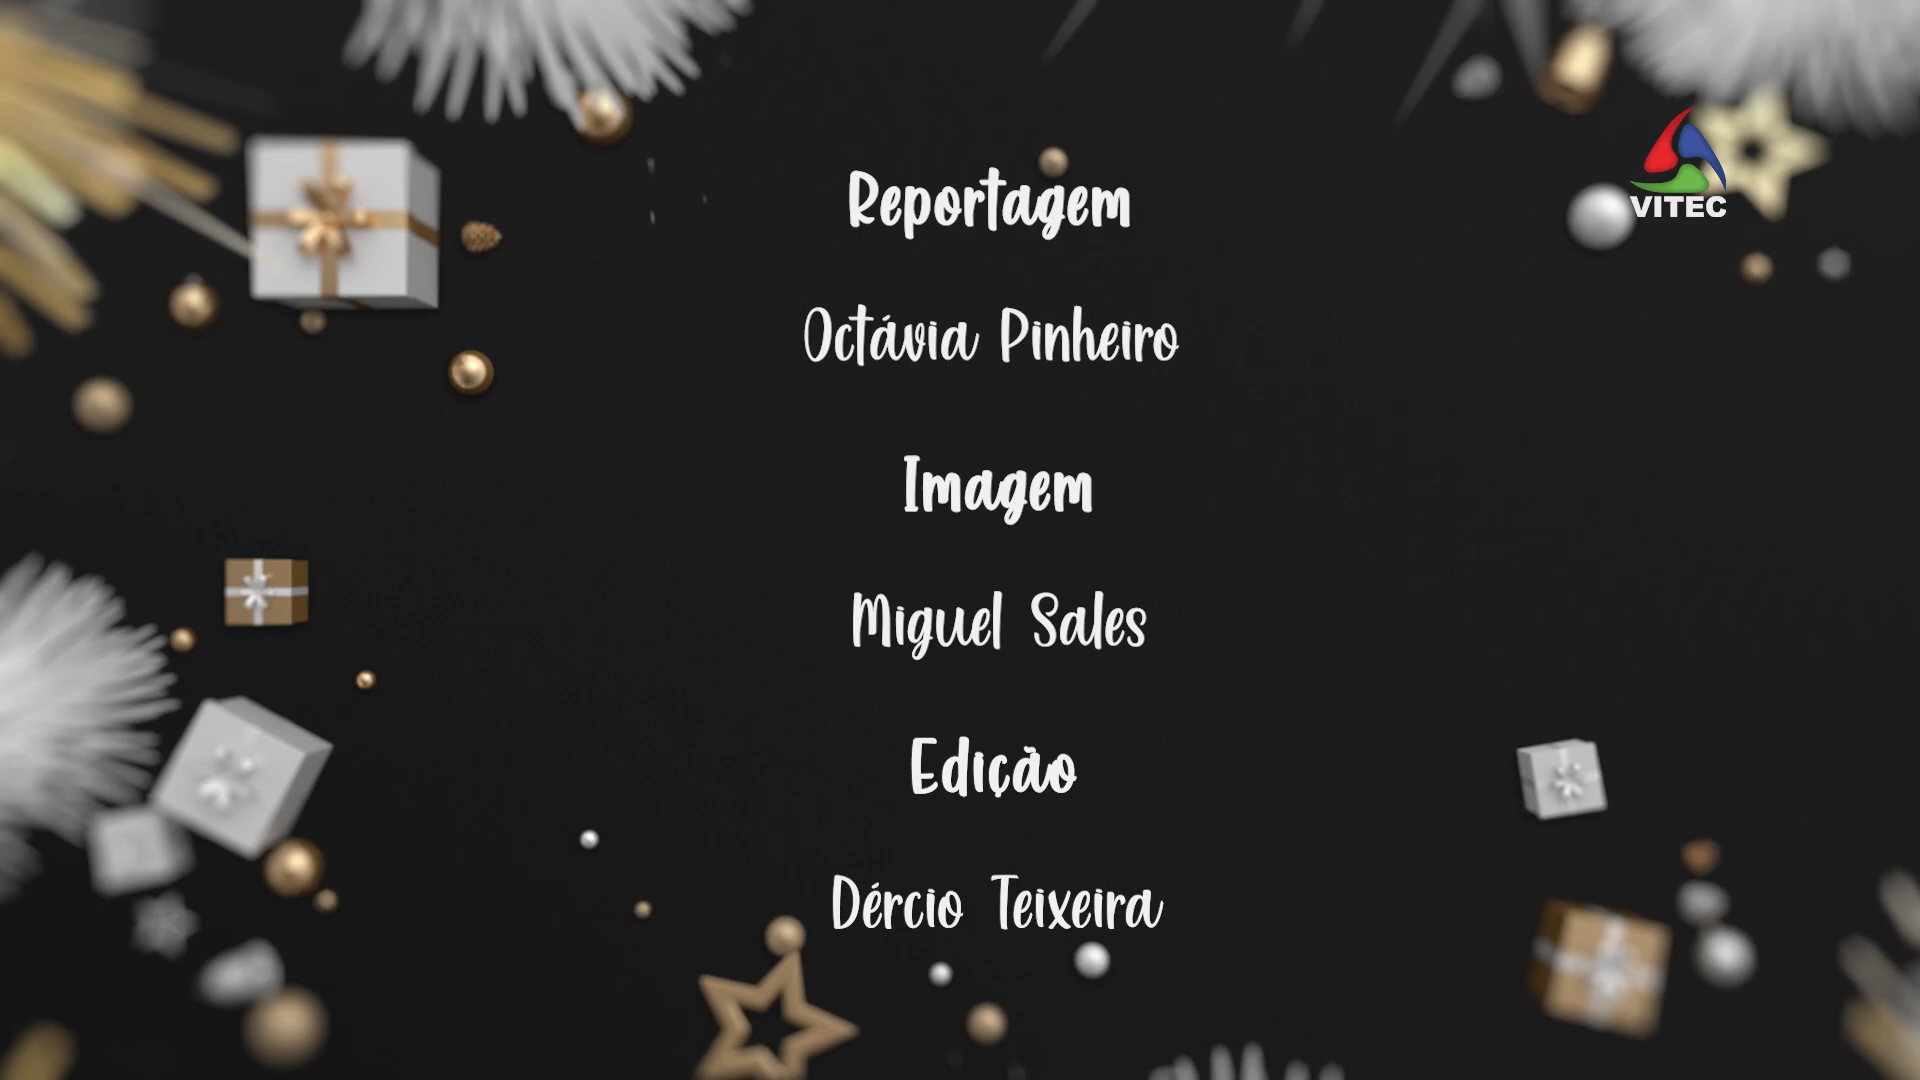 Reportagem
VITEC
Octávia Pinheiro
Imagem
Miguel Sales
Edição
Dércio Teixeira